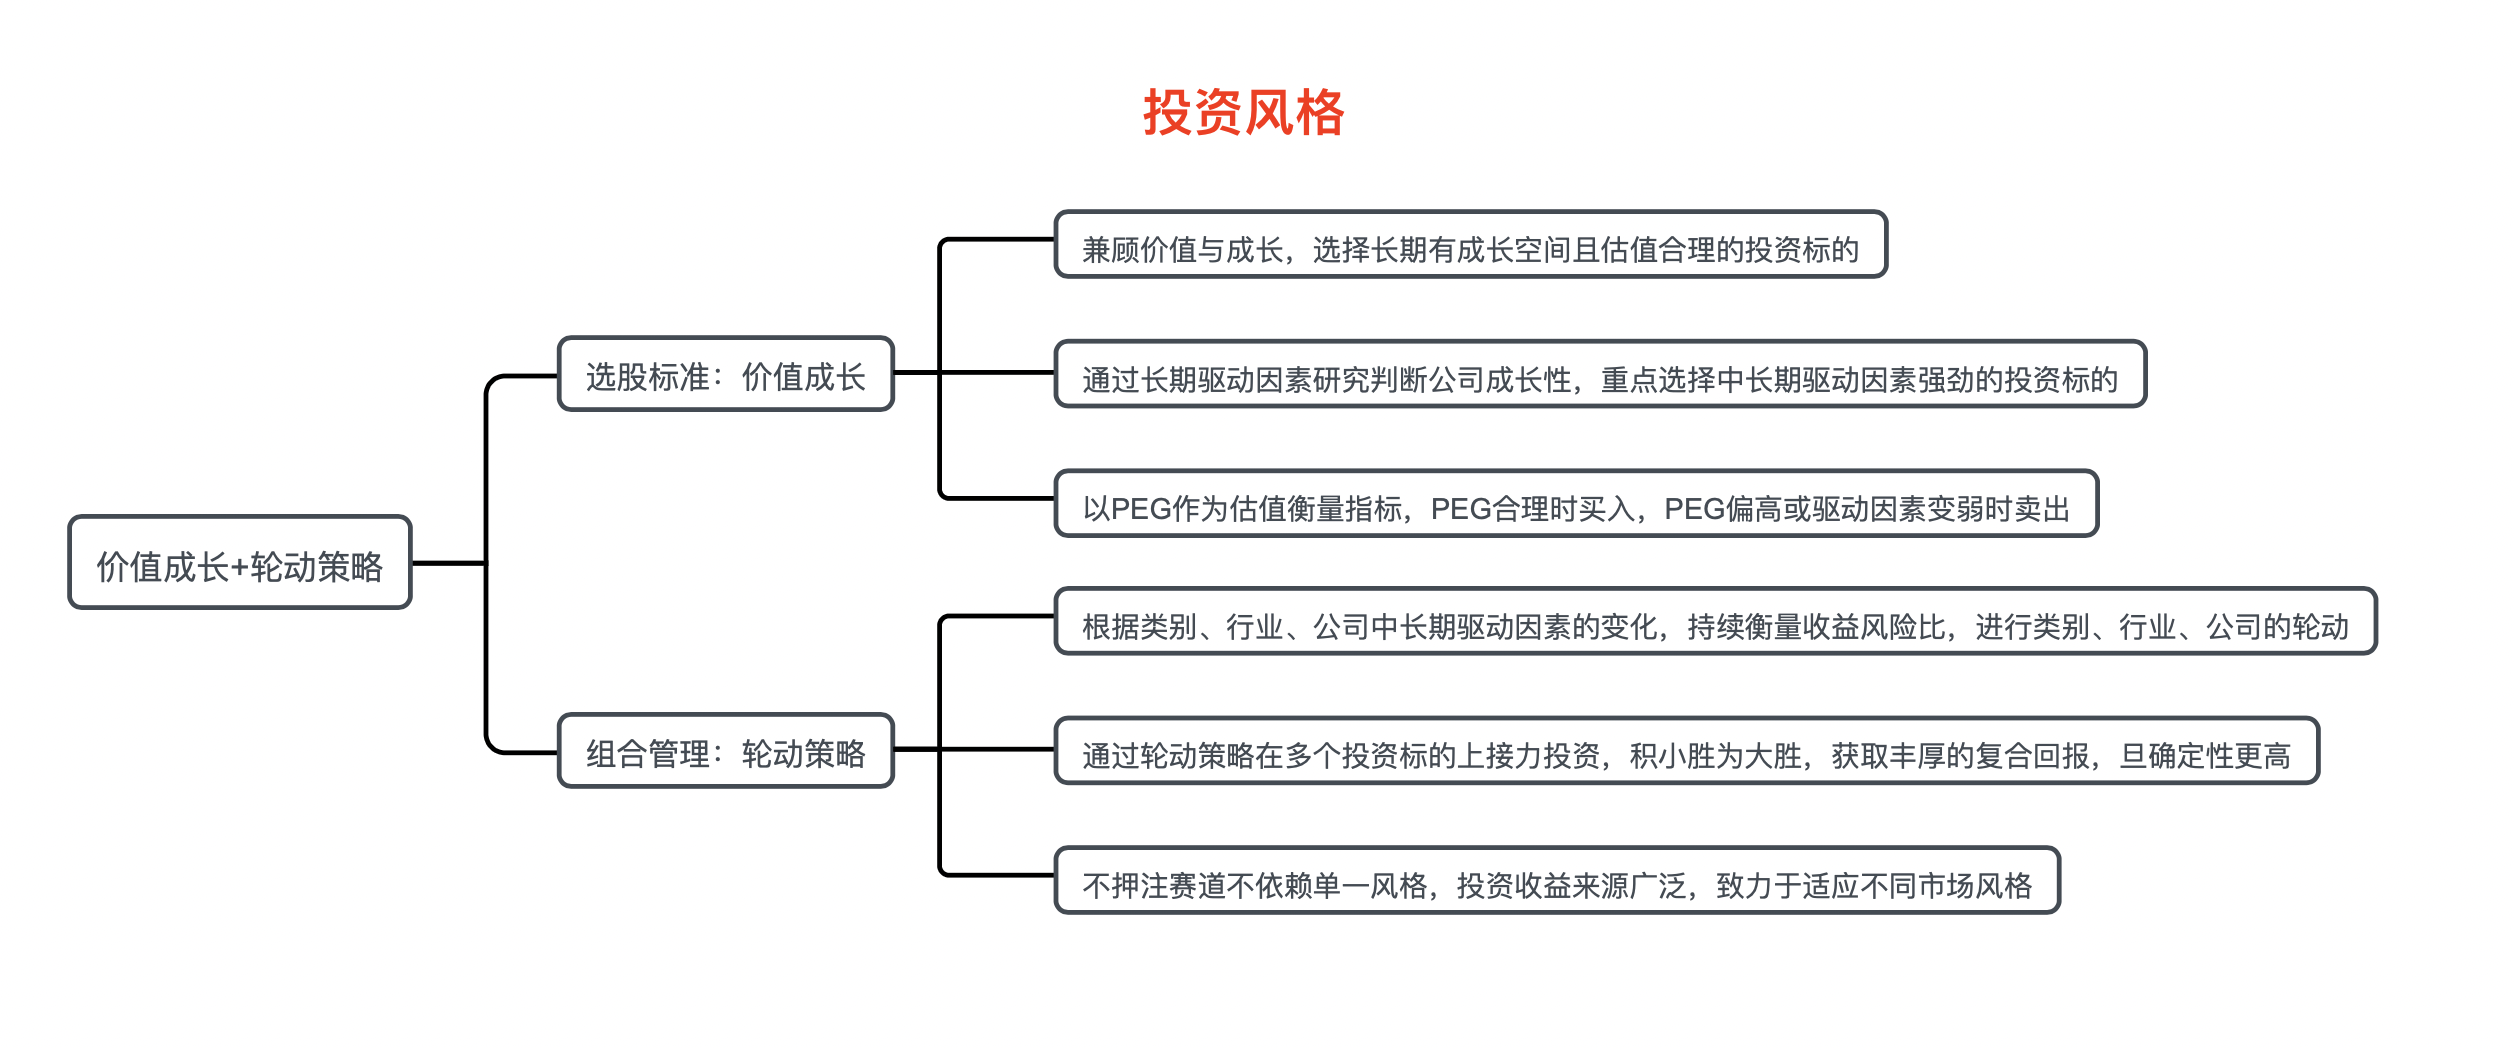 投资风格
价值成长+轮动策略
选股标准：价值成长
兼顾价值与成长，选择长期有成长空间且估值合理的投资标的
通过长期驱动因素研究判断公司成长性，重点选择中长期驱动因素强劲的投资标的
以PEG作为估值衡量指标，PEG合理时买入，PEG偏高或驱动因素衰弱时卖出
组合管理：轮动策略
根据类别、行业、公司中长期驱动因素的变化，持续衡量收益风险比，进行类别、行业、公司的轮动
通过轮动策略在多个投资标的上接力投资，积小胜为大胜，获取丰厚的复合回报，且确定性更高
不押注赛道不依赖单一风格，投资收益来源广泛，致力于适应不同市场风格